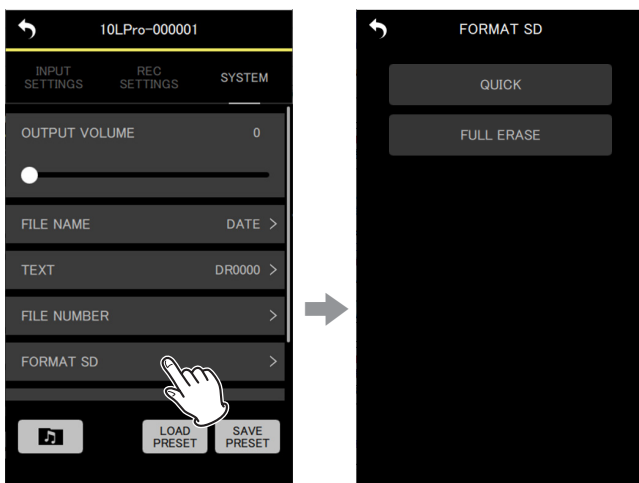 10LPro-000001
INPUT
SETTINGS
REC
SETTINGS
SYSTEM
OUTPUT VOLUME 0
FILE NAME DATE >
TEXT DR0000 >
FILE NUMBER >
FORMAT SD >
LOAD
PRESET
SAVE
PRESET
FORMAT SD
QUICK
FULL ERASE